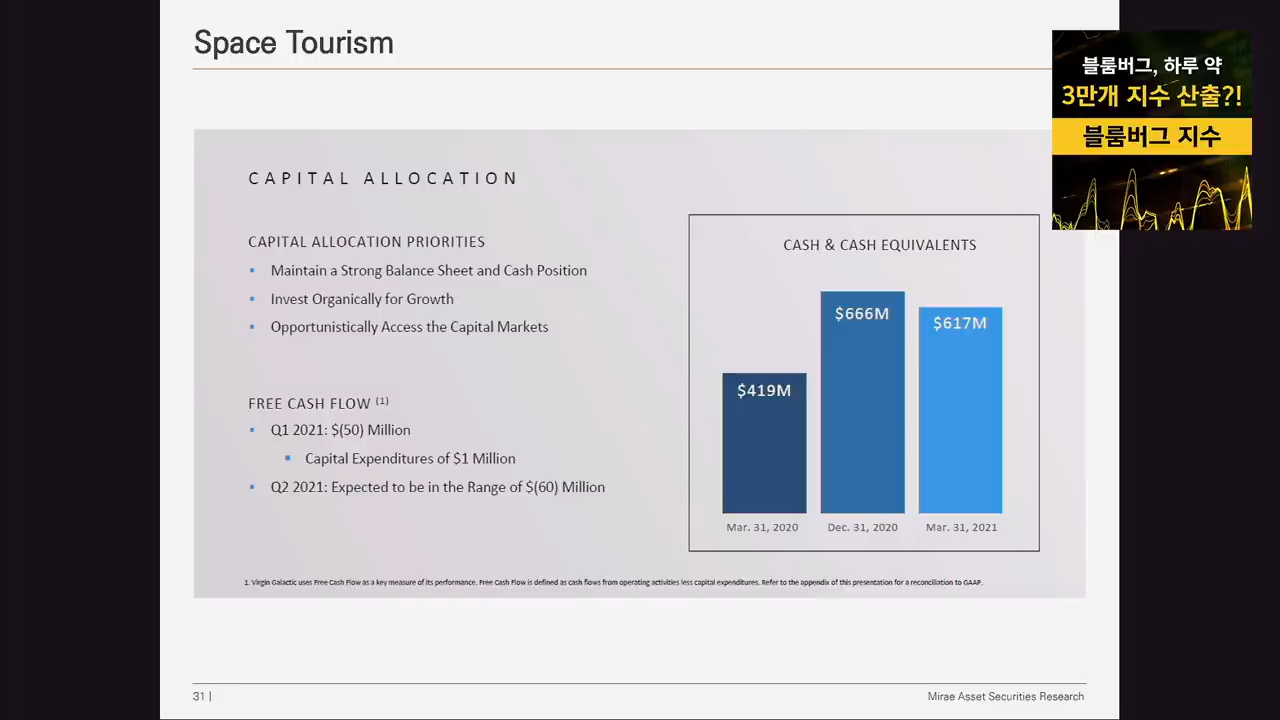 Space Tourism
블룸버그, 하루 약
3만개 지수 산출?!
블룸버그 지수
CAPITAL ALLOCATION
CAPITAL ALLOCATION PRIORITIES
▪ Maintain a Strong Balance Sheet and Cash Position
▪ Invest Organically for Growth
▪ Opportunistically Access the Capital Markets
FREE CASH FLOW (1)
▪ Q1 2021: $(50) Million
▪ Capital Expenditures of $1 Million
▪ Q2 2021: Expected to be in the Range of $(60) Million
CASH & CASH EQUIVALENTS
$419M
$666M
$617M
Mar. 31, 2020
Dec. 31, 2020
Mar. 31, 2021
1. Virgin Galactic uses Free Cash Flow as a key measure of its performance. Free Cash Flow is defined as cash flows from operating activities less capital expenditures. Refer to the appendix of this presentation for a reconciliation to GAAP.
31 |
Mirae Asset Securities Research